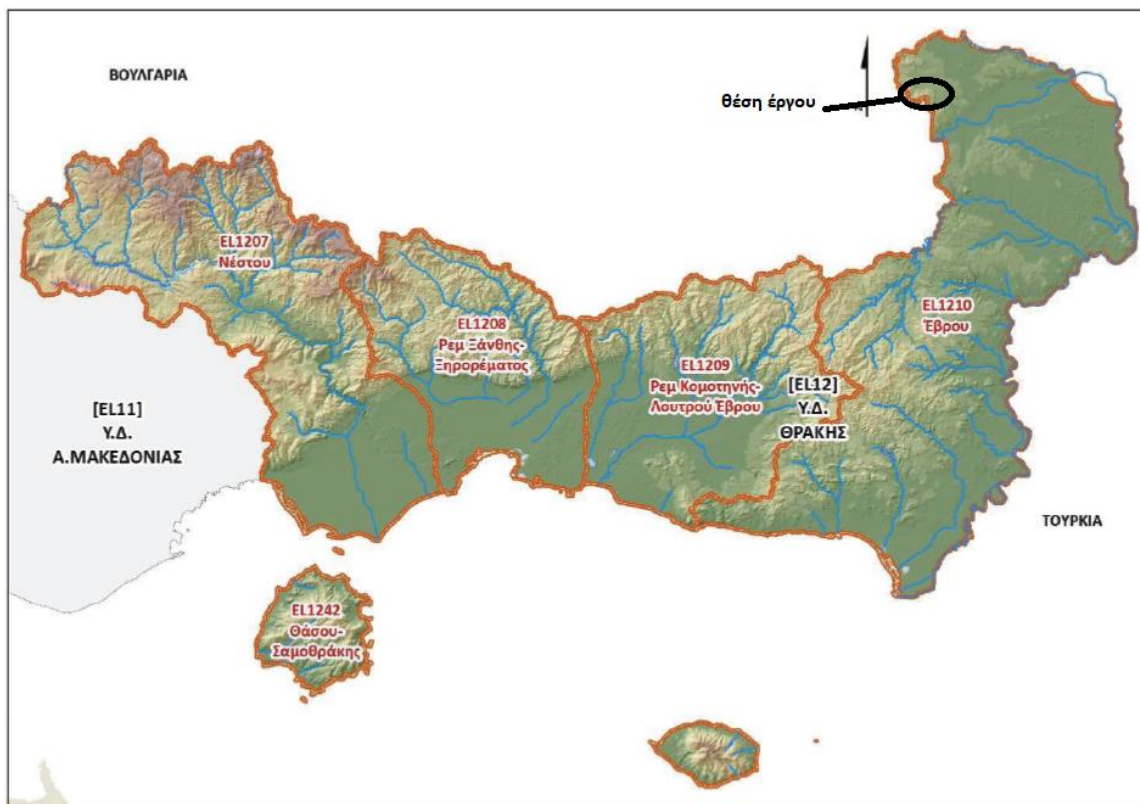 ΒΟΥΛΓΑΡΙΑ
θέση έργου
EL1207
Νέστου
EL1208
Ρεμ Ξάνθης-
Ξηρορέματος
EL1209
Ρεμ Κομοτηνής-
Λουτρού Έβρου
EL1210
Έβρου
[EL12]
Υ.Δ.
ΘΡΑΚΗΣ
[EL11]
Υ.Δ.
Α.ΜΑΚΕΔΟΝΙΑΣ
ΤΟΥΡΚΙΑ
EL1242
Θάσου-
Σαμοθράκης